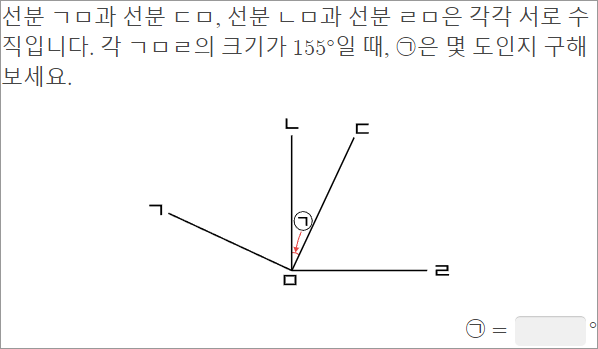 선분 ㄱㅁ과 선분 ㄷㅁ, 선분 ㄴㅁ과 선분 ㄹㅁ은 각각 서로 수
직입니다. 각 ㄱㅁㄹ의 크기가 155°일 때, ㉠은 몇 도인지 구해
보세요.
ㄴ
ㄷ
ㄱ
㉠
ㅁ
ㄹ
㉠ = °